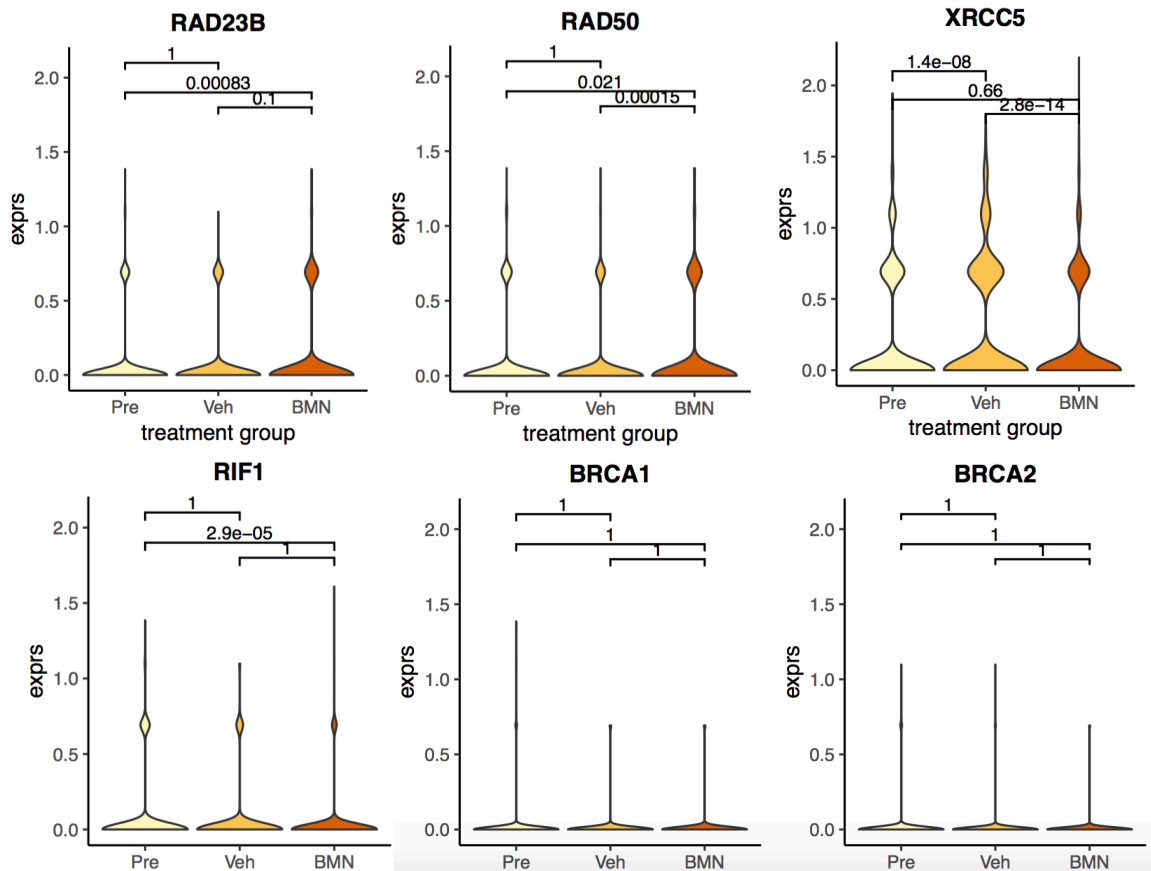 RAD23B
RAD50
XRCC5
1
0.00083
0.1
2.0
1.5
1.0
0.5
0.0
exprs
Pre Veh BMN
treatment group
1
0.021
0.00015
2.0
1.5
1.0
0.5
0.0
exprs
Pre Veh BMN
treatment group
1.4e−08
0.66
2.8e−14
2.0
1.5
1.0
0.5
0.0
exprs
Pre Veh BMN
treatment group
RIF1
BRCA1
BRCA2
1
2.9e−05
1
2.0
1.5
1.0
0.5
0.0
exprs
Pre Veh BMN
1
1
1
2.0
1.5
1.0
0.5
0.0
exprs
Pre Veh BMN
1
1
1
2.0
1.5
1.0
0.5
0.0
exprs
Pre Veh BMN